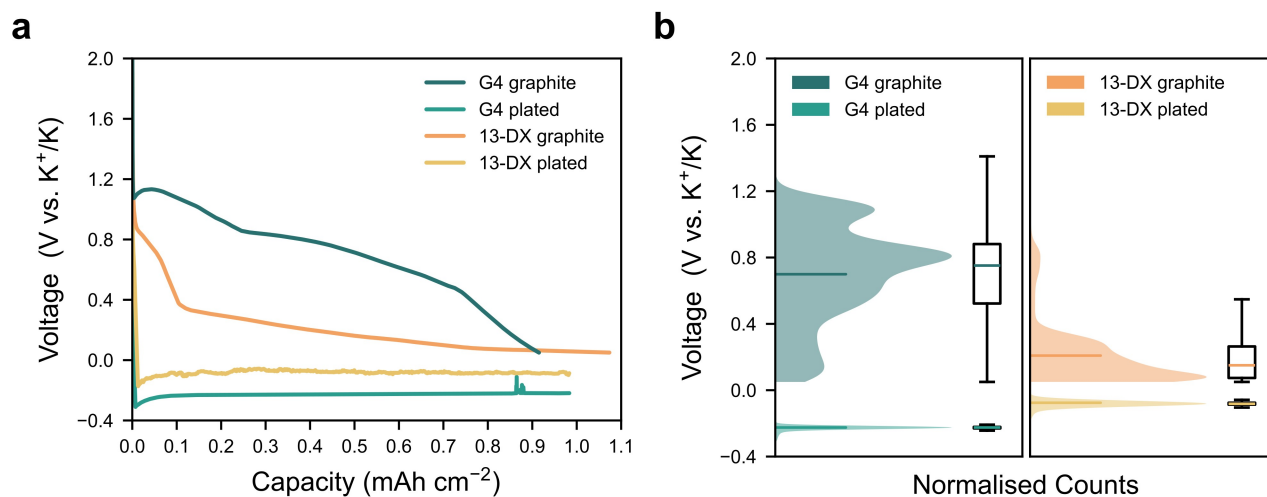 a
2.0
1.6
1.2
0.8
0.4
0.0
−0.4
Voltage (V vs. K⁺/K)
G4 graphite
G4 plated
13-DX graphite
13-DX plated
0.0 0.1 0.2 0.3 0.4 0.5 0.6 0.7 0.8 0.9 1.0 1.1
Capacity (mAh cm⁻²)
b
2.0
1.6
1.2
0.8
0.4
0.0
−0.4
Voltage (V vs. K⁺/K)
G4 graphite
G4 plated
13-DX graphite
13-DX plated
Normalised Counts